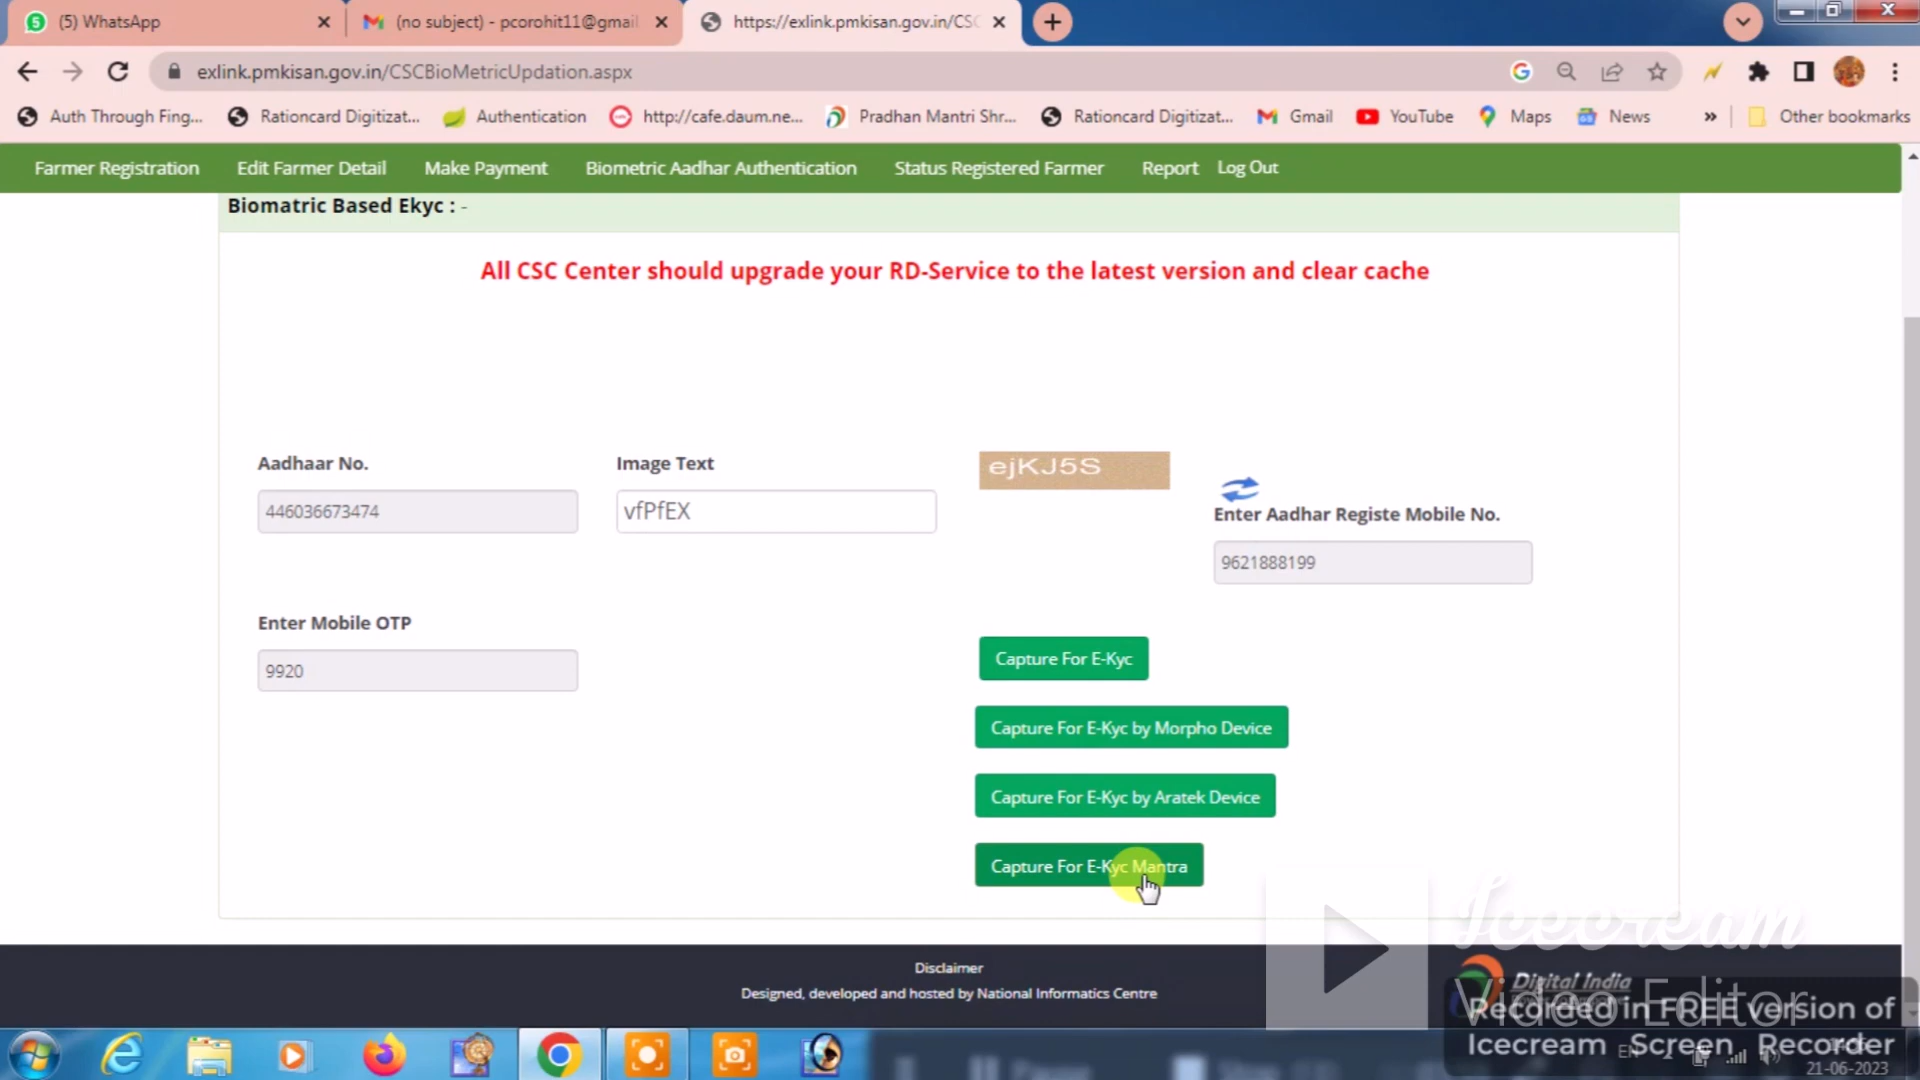 (5) WhatsApp
(no subject) - pcorohit11@gmail
https://exlink.pmkisan.gov.in/CSC
exlink.pmkisan.gov.in/CSCBioMetricUpdation.aspx
Auth Through Fing... Rationcard Digitizat... Authentication http://cafe.daum.ne... Pradhan Mantri Shr... Rationcard Digitizat... Gmail YouTube Maps News » Other bookmarks
Farmer Registration Edit Farmer Detail Make Payment Biometric Aadhar Authentication Status Registered Farmer Report Log Out
Biomatric Based Ekyc : -
All CSC Center should upgrade your RD-Service to the latest version and clear cache
Aadhaar No. Image Text ejKJ5S
446036673474 vfPfEX
Enter Aadhar Registe Mobile No.
9621888199
Enter Mobile OTP
9920
Capture For E-Kyc
Capture For E-Kyc by Morpho Device
Capture For E-Kyc by Aratek Device
Capture For E-Kyc Mantra
Icecream
Video Editor
Disclaimer
Designed, developed and hosted by National Informatics Centre
Digital India
Recorded in FREE version of
Icecream Screen Recorder
EN
Pause
21-06-2023